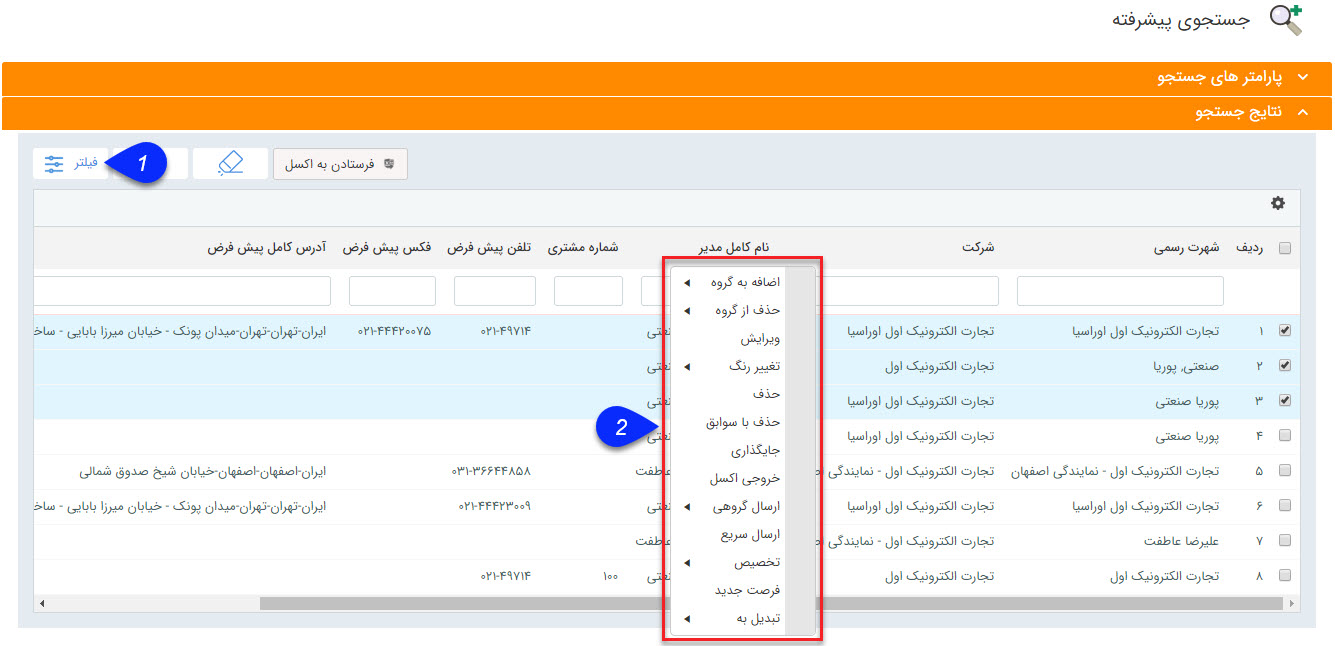 جستجوی پیشرفته
پارامتر های جستجو
نتایج جستجو
فرستادن به اکسل
1 فیلتر
ردیف شهرت رسمی شرکت نام کامل مدیر شماره مشتری تلفن پیش فرض فکس پیش فرض آدرس کامل پیش فرض
۱ تجارت الکترونیک اول اوراسیا تجارت الکترونیک اول اوراسیا ۰۲۱-۴۹۷۱۴ ۰۲۱-۴۴۴۲۰۰۷۵ ایران-تهران-تهران-میدان پونک - خیابان میرزا بابایی - ساخ
۲ صنعتی, پوریا تجارت الکترونیک اول
۳ پوریا صنعتی تجارت الکترونیک اول اوراسیا
۴ پوریا صنعتی تجارت الکترونیک اول اوراسیا
۵ تجارت الکترونیک اول - نمایندگی اصفهان تجارت الکترونیک اول - نمایندگی عاطفت ۰۳۱-۳۶۶۴۴۸۵۸ ایران-اصفهان-اصفهان-خیابان شیخ صدوق شمالی
۶ تجارت الکترونیک اول اوراسیا تجارت الکترونیک اول اوراسیا ۰۲۱-۴۴۴۲۳۰۰۹ ایران-تهران-تهران-میدان پونک - خیابان میرزا بابایی - ساخ
۷ علیرضا عاطفت تجارت الکترونیک اول - نمایندگی عاطفت
۸ تجارت الکترونیک اول تجارت الکترونیک اول ۱۰۰ ۰۲۱-۴۹۷۱۴
اضافه به گروه
حذف از گروه
ویرایش
تغییر رنگ
حذف
حذف با سوابق
2
جایگذاری
خروجی اکسل
ارسال گروهی
ارسال سریع
تخصیص
فرصت جدید
تبدیل به